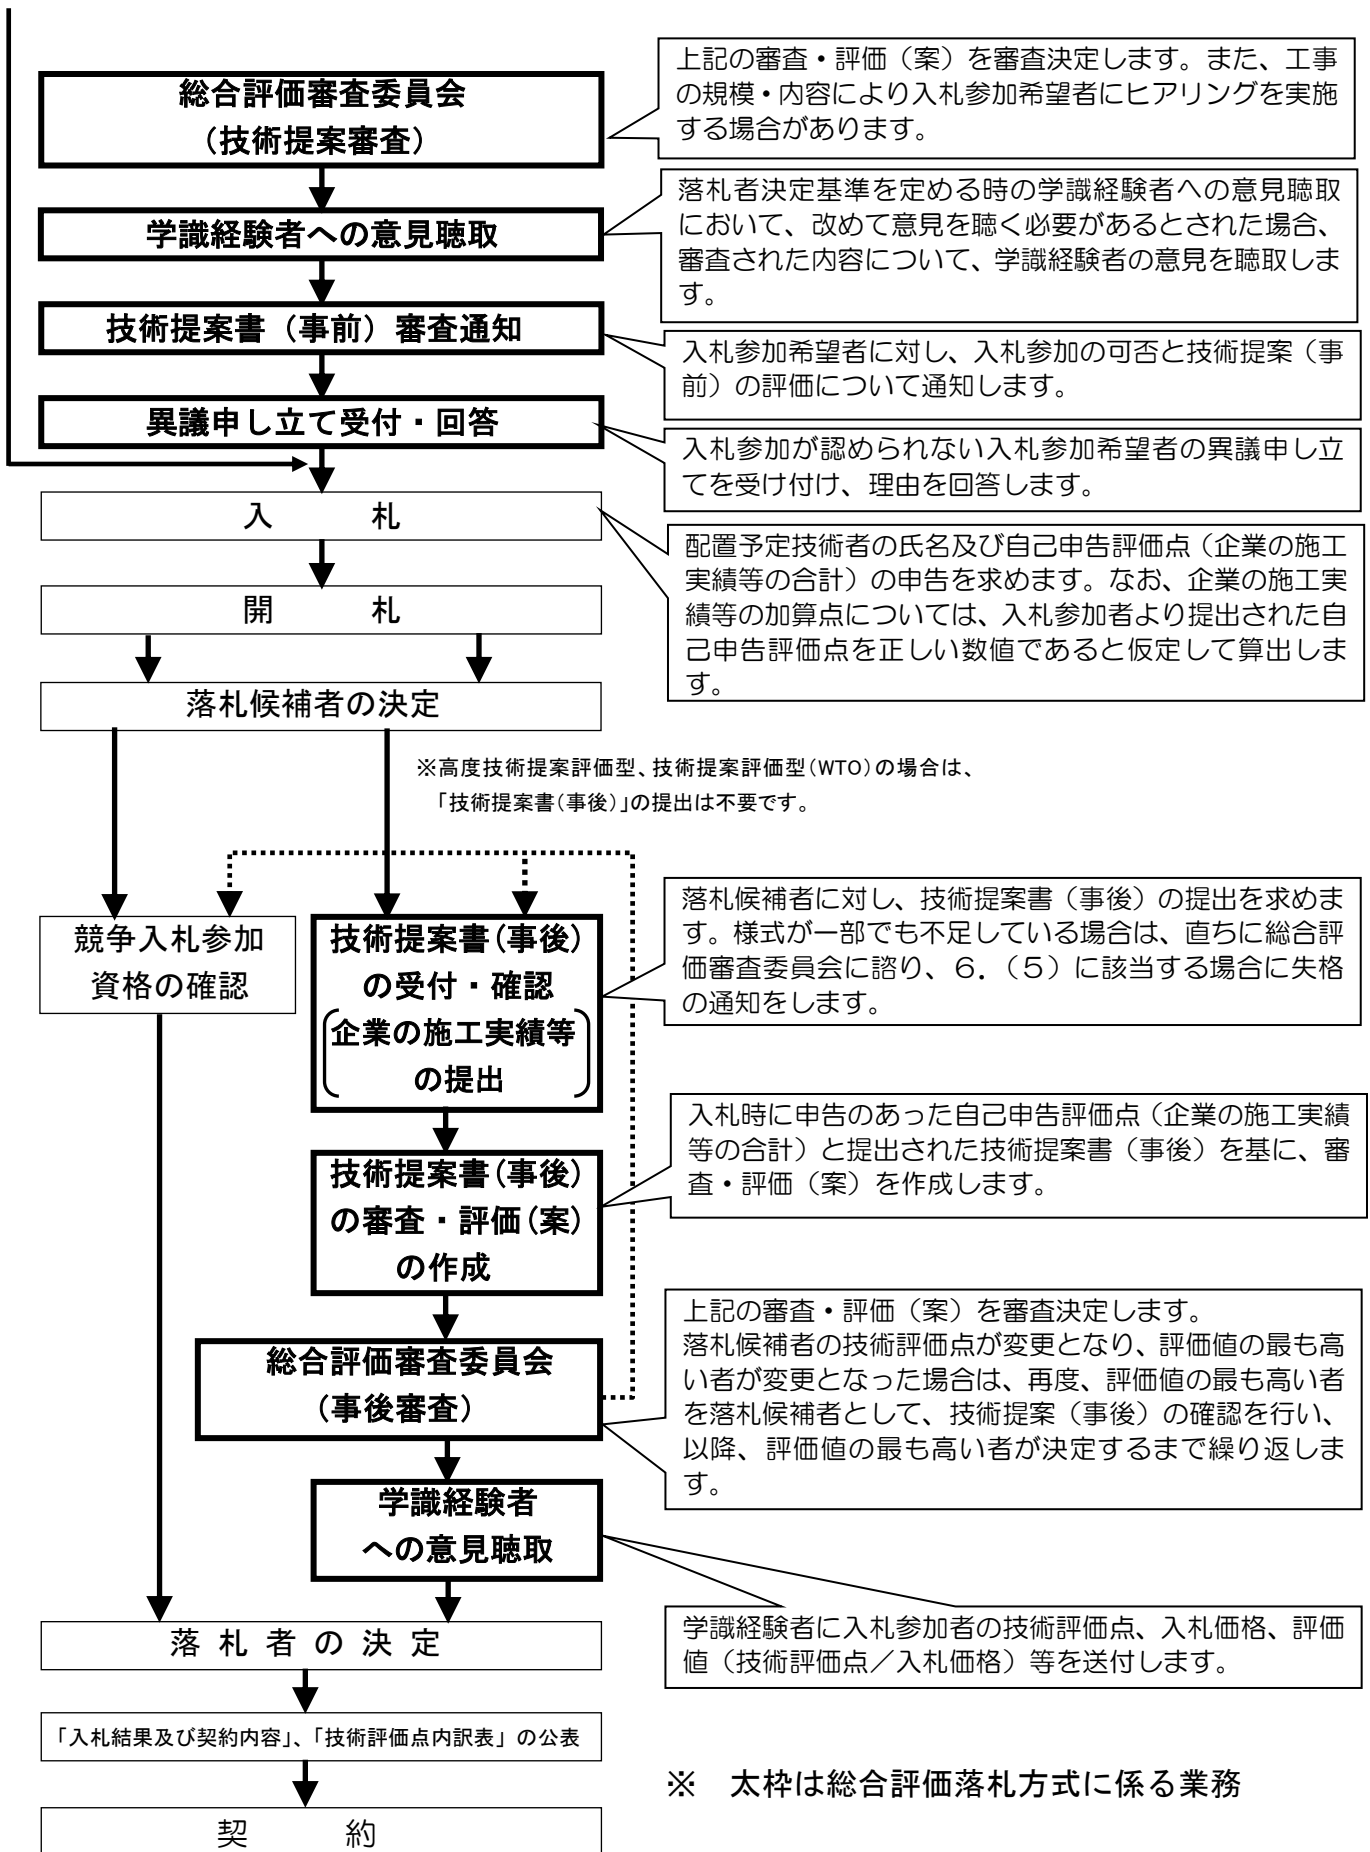 総合評価審査委員会
（技術提案審査）
上記の審査・評価（案）を審査決定します。また、工事
の規模・内容により入札参加希望者にヒアリングを実施
する場合があります。
学識経験者への意見聴取
落札者決定基準を定める時の学識経験者への意見聴取
において、改めて意見を聴く必要があるとされた場合、
審査された内容について、学識経験者の意見を聴取しま
す。
技術提案書（事前）審査通知
入札参加希望者に対し、入札参加の可否と技術提案（事
前）の評価について通知します。
異議申し立て受付・回答
入札参加が認められない入札参加希望者の異議申し立
てを受け付け、理由を回答します。
入　　　札
配置予定技術者の氏名及び自己申告評価点（企業の施工
実績等の合計）の申告を求めます。なお、企業の施工実
績等の加算点については、入札参加者より提出された自
己申告評価点を正しい数値であると仮定して算出しま
す。
開　　　札
落札候補者の決定
※高度技術提案評価型、技術提案評価型(WTO)の場合は、
「技術提案書(事後)」の提出は不要です。
競争入札参加
資格の確認
技術提案書(事後)
の受付・確認
企業の施工実績等
の提出
落札候補者に対し、技術提案書（事後）の提出を求めま
す。様式が一部でも不足している場合は、直ちに総合評
価審査委員会に諮り、６．（５）に該当する場合に失格
の通知をします。
技術提案書(事後)
の審査・評価(案)
の作成
入札時に申告のあった自己申告評価点（企業の施工実績
等の合計）と提出された技術提案書（事後）を基に、審
査・評価（案）を作成します。
総合評価審査委員会
（事後審査）
上記の審査・評価（案）を審査決定します。
落札候補者の技術評価点が変更となり、評価値の最も高
い者が変更となった場合は、再度、評価値の最も高い者
を落札候補者として、技術提案（事後）の確認を行い、
以降、評価値の最も高い者が決定するまで繰り返しま
す。
学識経験者
への意見聴取
学識経験者に入札参加者の技術評価点、入札価格、評価
値（技術評価点／入札価格）等を送付します。
落 札 者 の 決 定
「入札結果及び契約内容」、「技術評価点内訳表」の公表
※　太枠は総合評価落札方式に係る業務
契　　　約